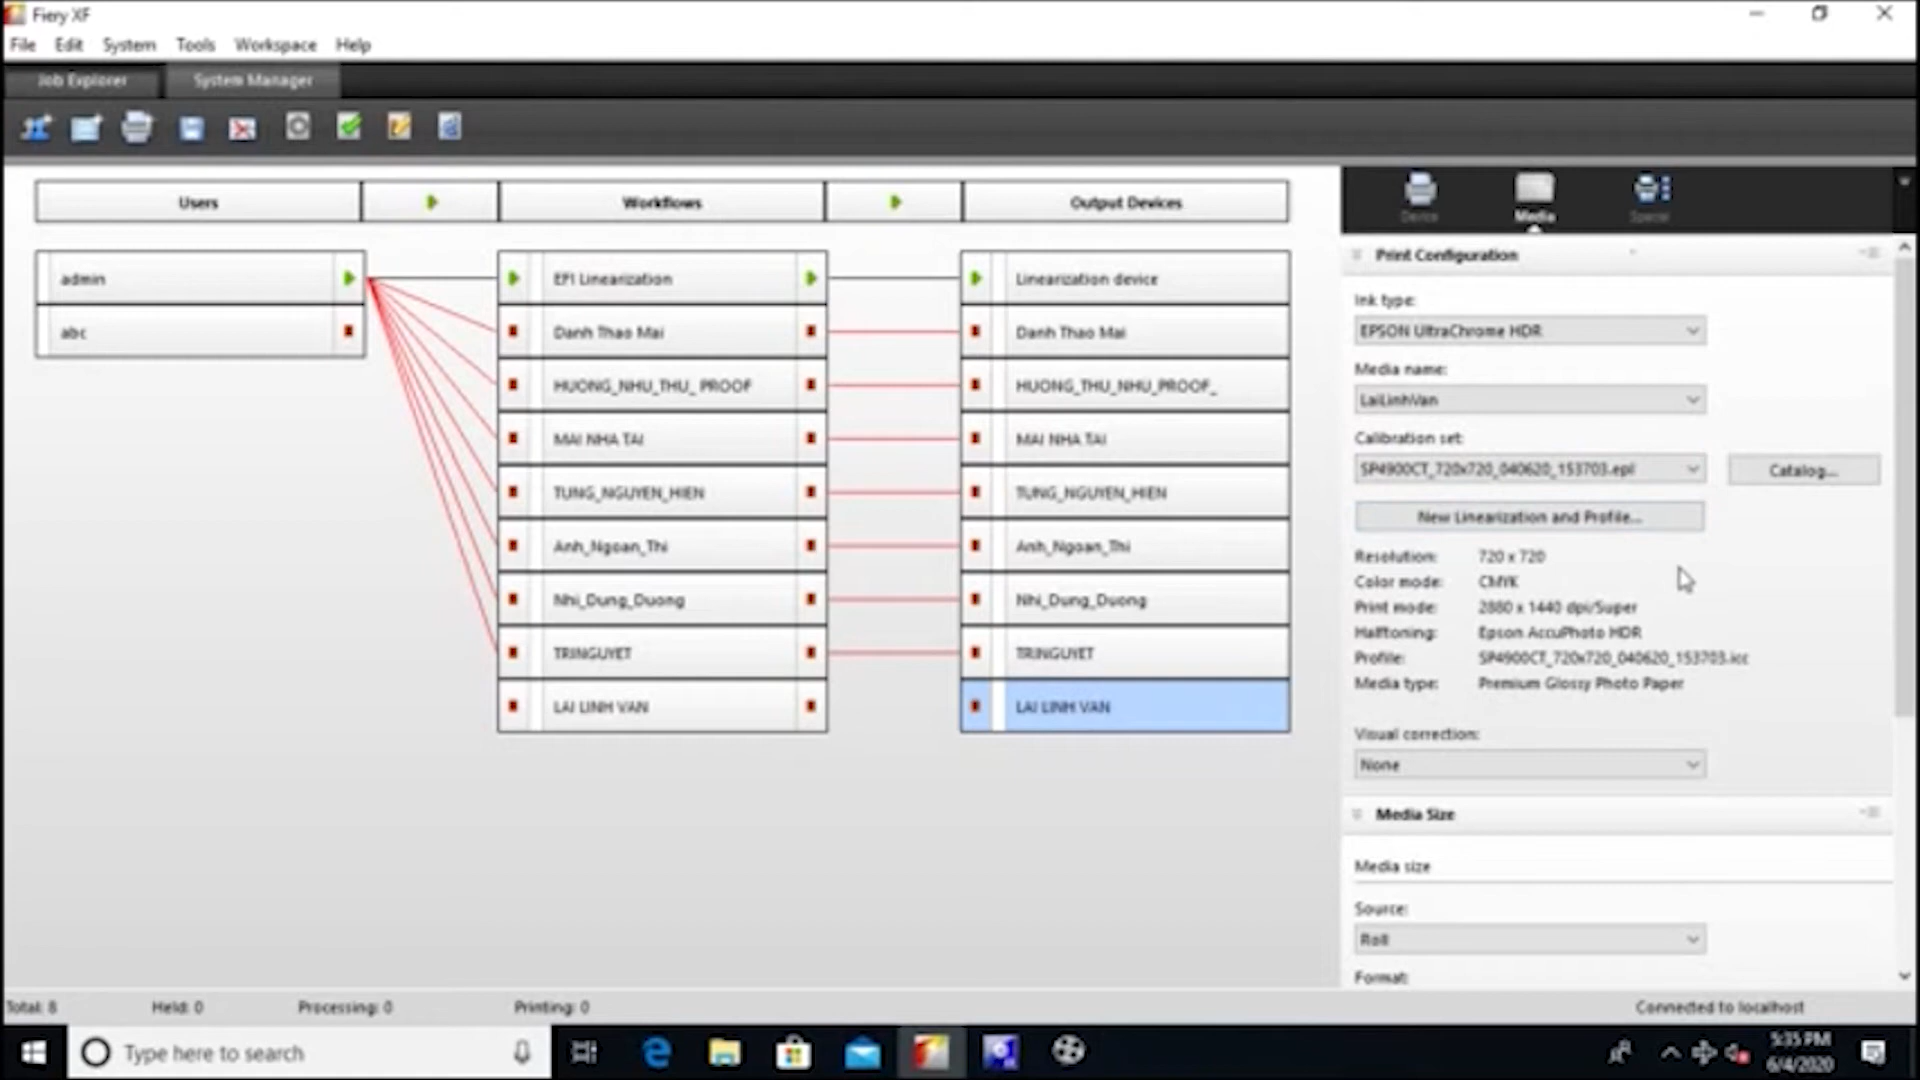 Fiery XF
File Edit System Tools Workspace Help
Job Explorer System Manager
Users Workflows Output Devices
admin EFI Linearization Linearization device
abc Danh Thao Mai Danh Thao Mai
HUONG_NHU_THU_ PROOF HUONG_THU_NHU_PROOF_
MAI NHA TAI MAI NHA TAI
TUNG_NGUYEN_HIEN TUNG_NGUYEN_HIEN
Anh_Ngoan_Thi Anh_Ngoan_Thi
Nhi_Dung_Duong Nhi_Dung_Duong
TRINGUYET TRINGUYET
LAI LINH VAN LAI LINH VAN
Device Media Special
Print Configuration
Ink type:
EPSON UltraChrome HDR
Media name:
LaiLinhVan
Calibration set:
SP4900CT_720x720_040620_153703.epl Catalog...
New Linearization and Profile...
Resolution: 720 x 720
Color mode: CMYK
Print mode: 2880 x 1440 dpi/Super
Halftoning: Epson AccuPhoto HDR
Profile: SP4900CT_720x720_040620_153703.icc
Media type: Premium Glossy Photo Paper
Visual correction:
None
Media Size
Media size
Source:
Roll
Format:
Total: 8 Held: 0 Processing: 0 Printing: 0 Connected to localhost
Type here to search
5:35 PM
6/4/2020